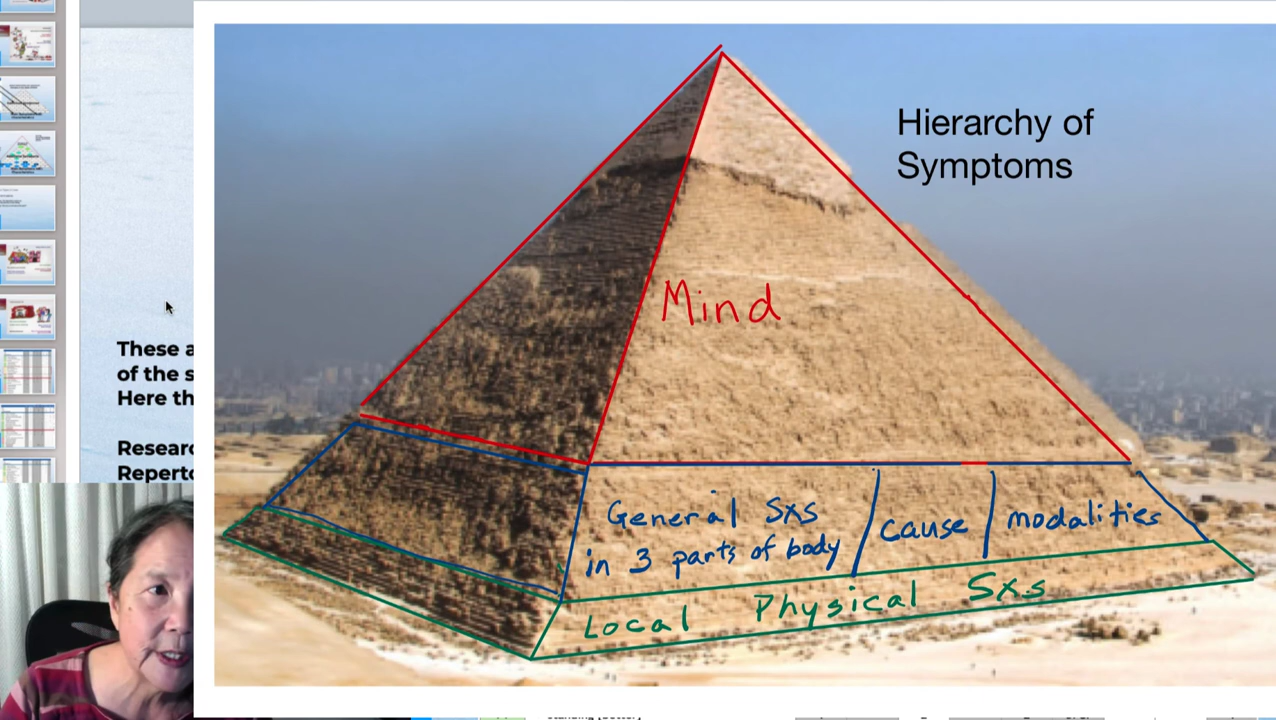 Hierarchy of
Symptoms
Mind
General Sxs
in 3 parts of body
cause
modalities
Local Physical Sx.s
These a
of the s
Here th
Researc
Reperto